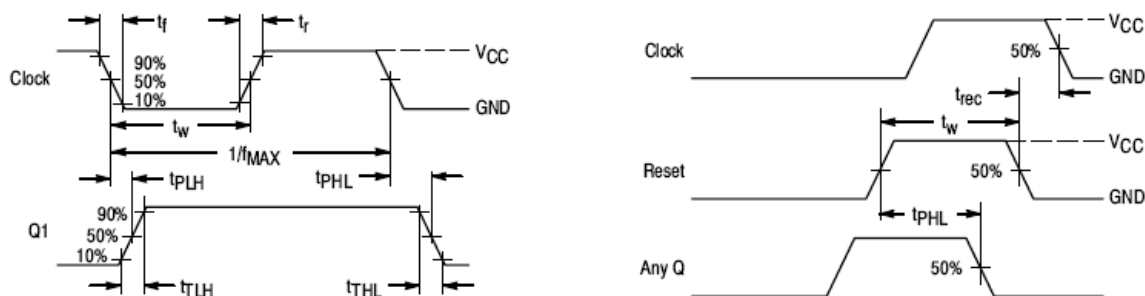 tf
tr
VCC
90%
Clock
50%
10%
GND
tw
1/fMAX
tPLH
tPHL
90%
Q1
50%
10%
tTLH
tTHL
VCC
Clock
50%
GND
trec
tw
VCC
Reset
50%
GND
tPHL
Any Q
50%